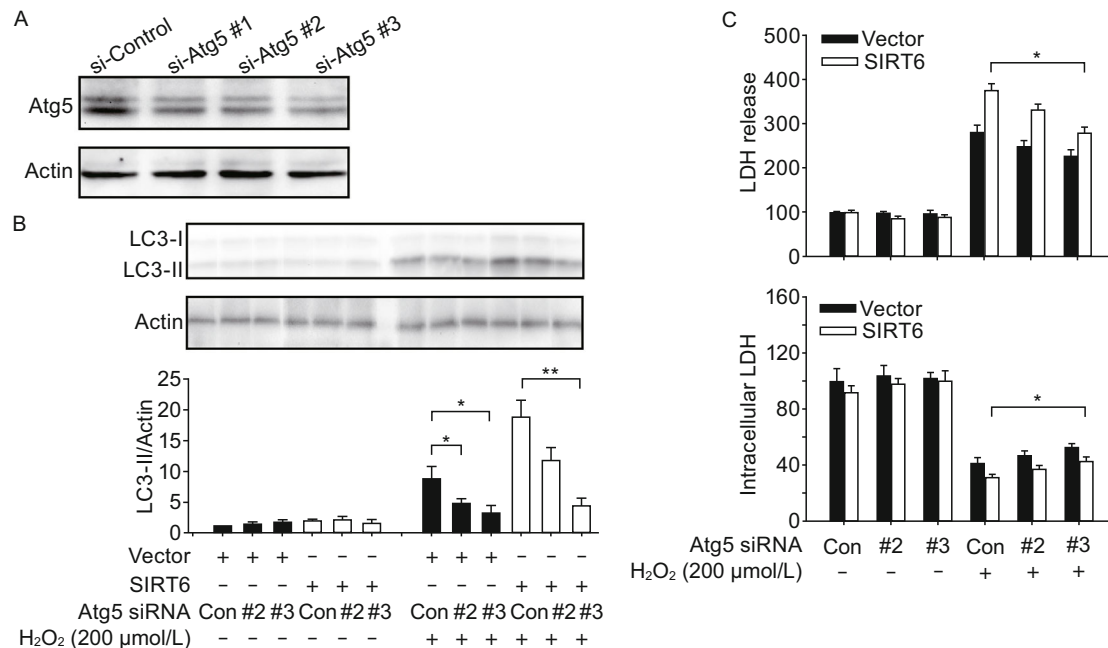 A
si-Control si-Atg5 #1 si-Atg5 #2 si-Atg5 #3
Atg5
Actin
B
LC3-I
LC3-II
Actin
25
20
15
10
5
0
LC3-II/Actin
* * **
Vector + + + – – – + + + – – –
SIRT6 – – – + + + – – – + + +
Atg5 siRNA Con #2 #3 Con #2 #3 Con #2 #3 Con #2 #3
H₂O₂ (200 μmol/L) – – – – – – + + + + + +
C
500
400
300
200
100
0
LDH release
Vector
SIRT6
*
160
120
80
40
0
Intracellular LDH
Vector
SIRT6
*
Atg5 siRNA Con #2 #3 Con #2 #3
H₂O₂ (200 μmol/L) – – – + + +